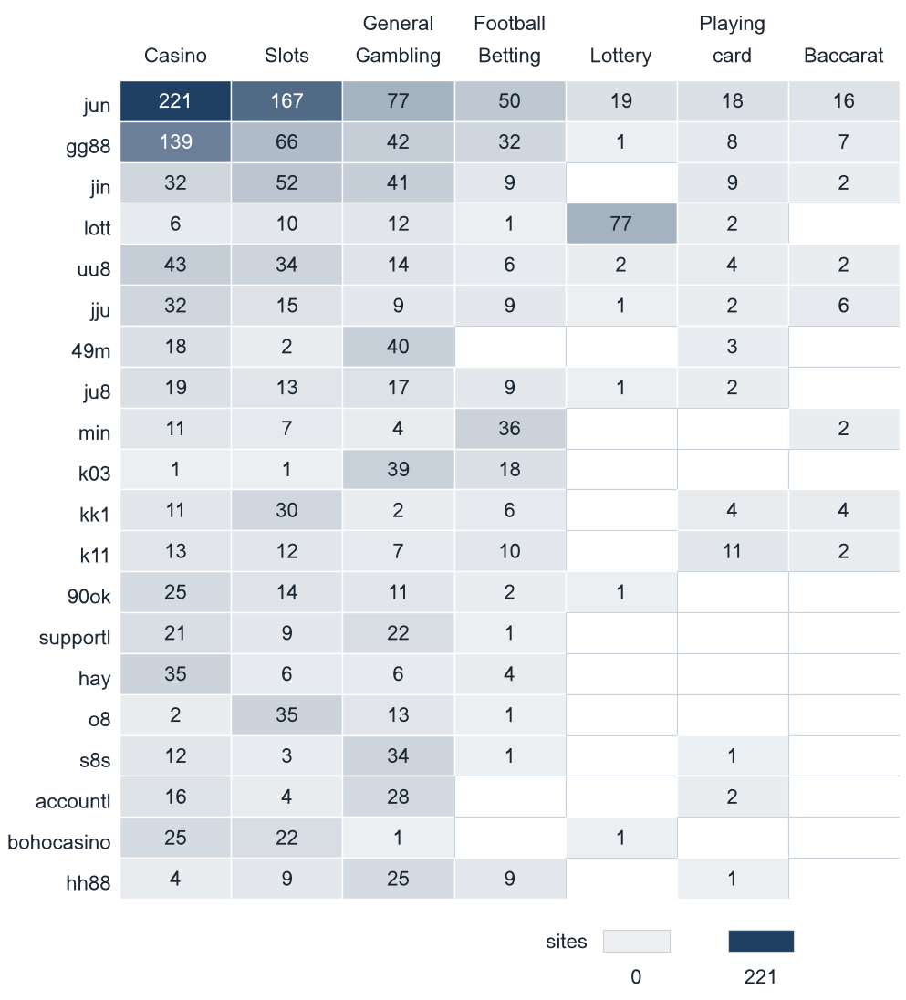 General Football Playing
Casino Slots Gambling Betting Lottery card Baccarat
jun 221 167 77 50 19 18 16
gg88 139 66 42 32 1 8 7
jin 32 52 41 9 9 2
lott 6 10 12 1 77 2
uu8 43 34 14 6 2 4 2
jju 32 15 9 9 1 2 6
49m 18 2 40 3
ju8 19 13 17 9 1 2
min 11 7 4 36 2
k03 1 1 39 18
kk1 11 30 2 6 4 4
k11 13 12 7 10 11 2
90ok 25 14 11 2 1
supportl 21 9 22 1
hay 35 6 6 4
o8 2 35 13 1
s8s 12 3 34 1 1
accountl 16 4 28 2
bohocasino 25 22 1 1
hh88 4 9 25 9 1
sites
0 221